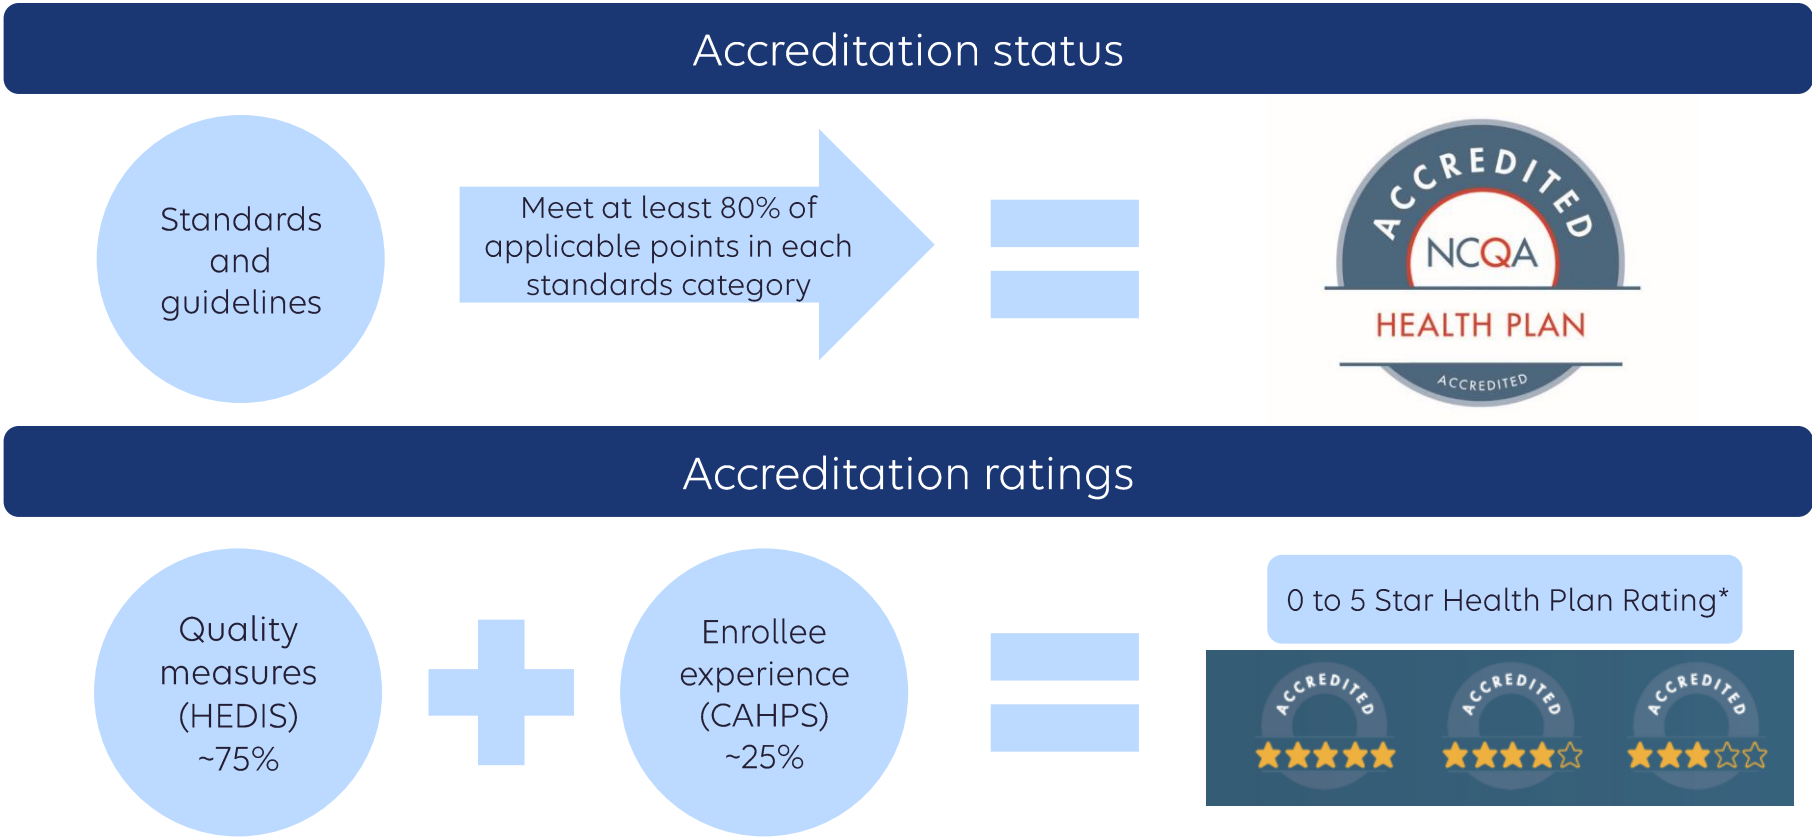 Accreditation status
Standards
and
guidelines
Meet at least 80% of
applicable points in each
standards category
ACCREDITED
NCQA
HEALTH PLAN
ACCREDITED
Accreditation ratings
Quality
measures
(HEDIS)
~75%
Enrollee
experience
(CAHPS)
~25%
0 to 5 Star Health Plan Rating*
ACCREDITED
ACCREDITED
ACCREDITED